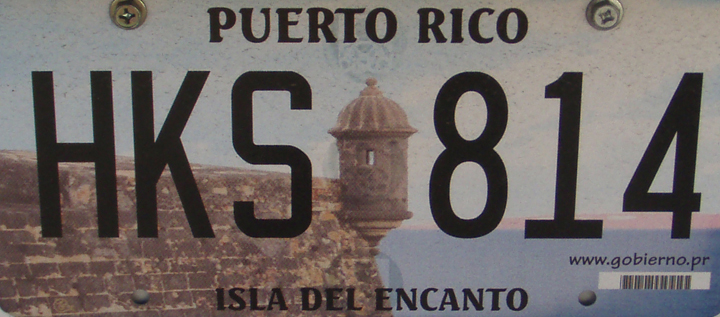 PUERTO RICO
HKS 814
www.gobierno.pr
ISLA DEL ENCANTO